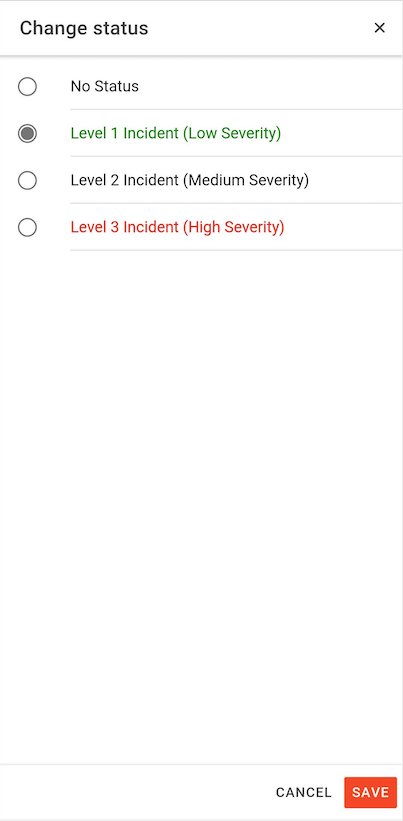 Change status
No Status
Level 1 Incident (Low Severity)
Level 2 Incident (Medium Severity)
Level 3 Incident (High Severity)
CANCEL SAVE